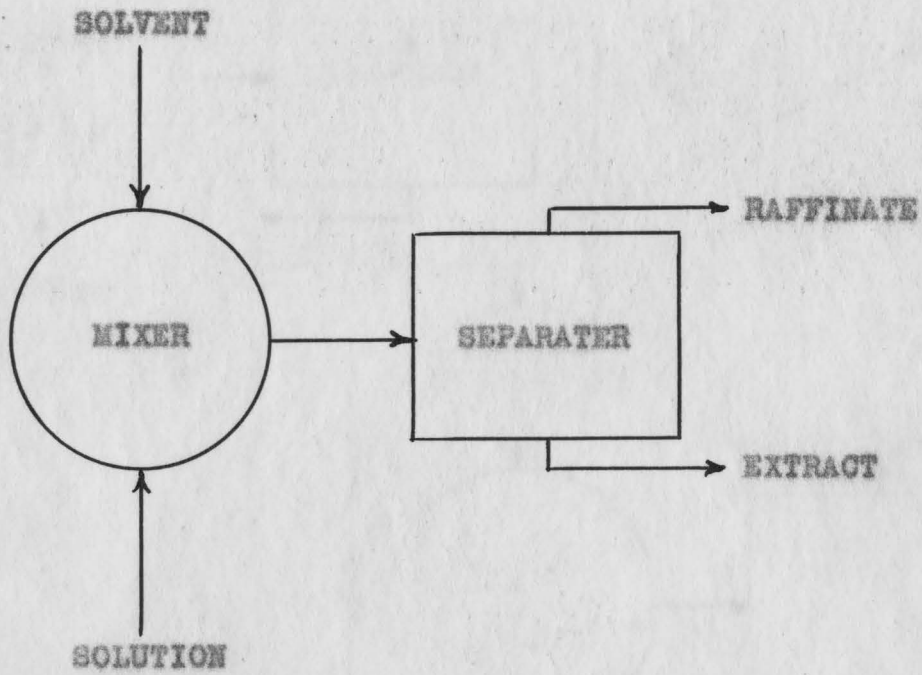 SOLVENT
RAFFINATE
MIXER
SEPARATER
EXTRACT
SOLUTION